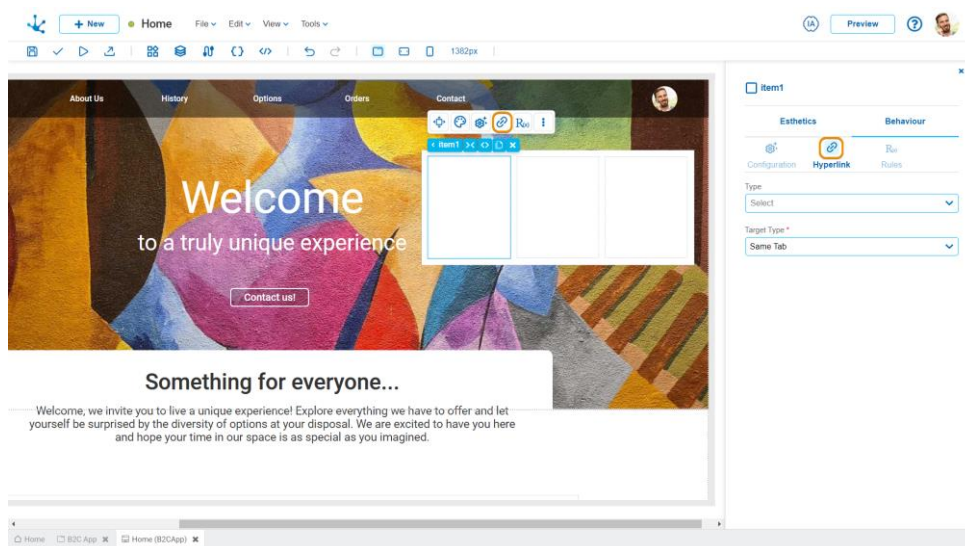 + New
Home
File
Edit
View
Tools
IA
Preview
?
1382px
About Us
History
Options
Orders
Contact
item1
Welcome
to a truly unique experience
Contact us!
Something for everyone...
Welcome, we invite you to live a unique experience! Explore everything we have to offer and let
yourself be surprised by the diversity of options at your disposal. We are excited to have you here
and hope your time in our space is as special as you imagined.
item1
Esthetics
Behaviour
Configuration
Hyperlink
Rules
Type
Select
Target Type *
Same Tab
Home
B2C App
Home (B2CApp)